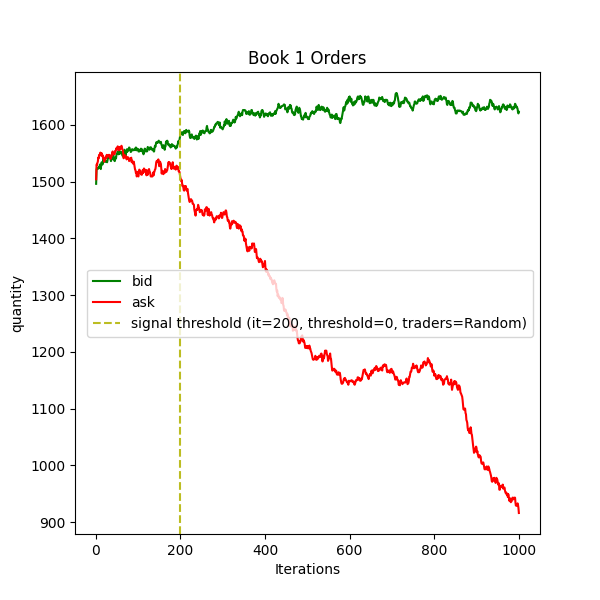 Book 1 Orders
1600
1500
1400
1300
1200
1100
1000
900
quantity
bid
ask
signal threshold (it=200, threshold=0, traders=Random)
0 200 400 600 800 1000
Iterations